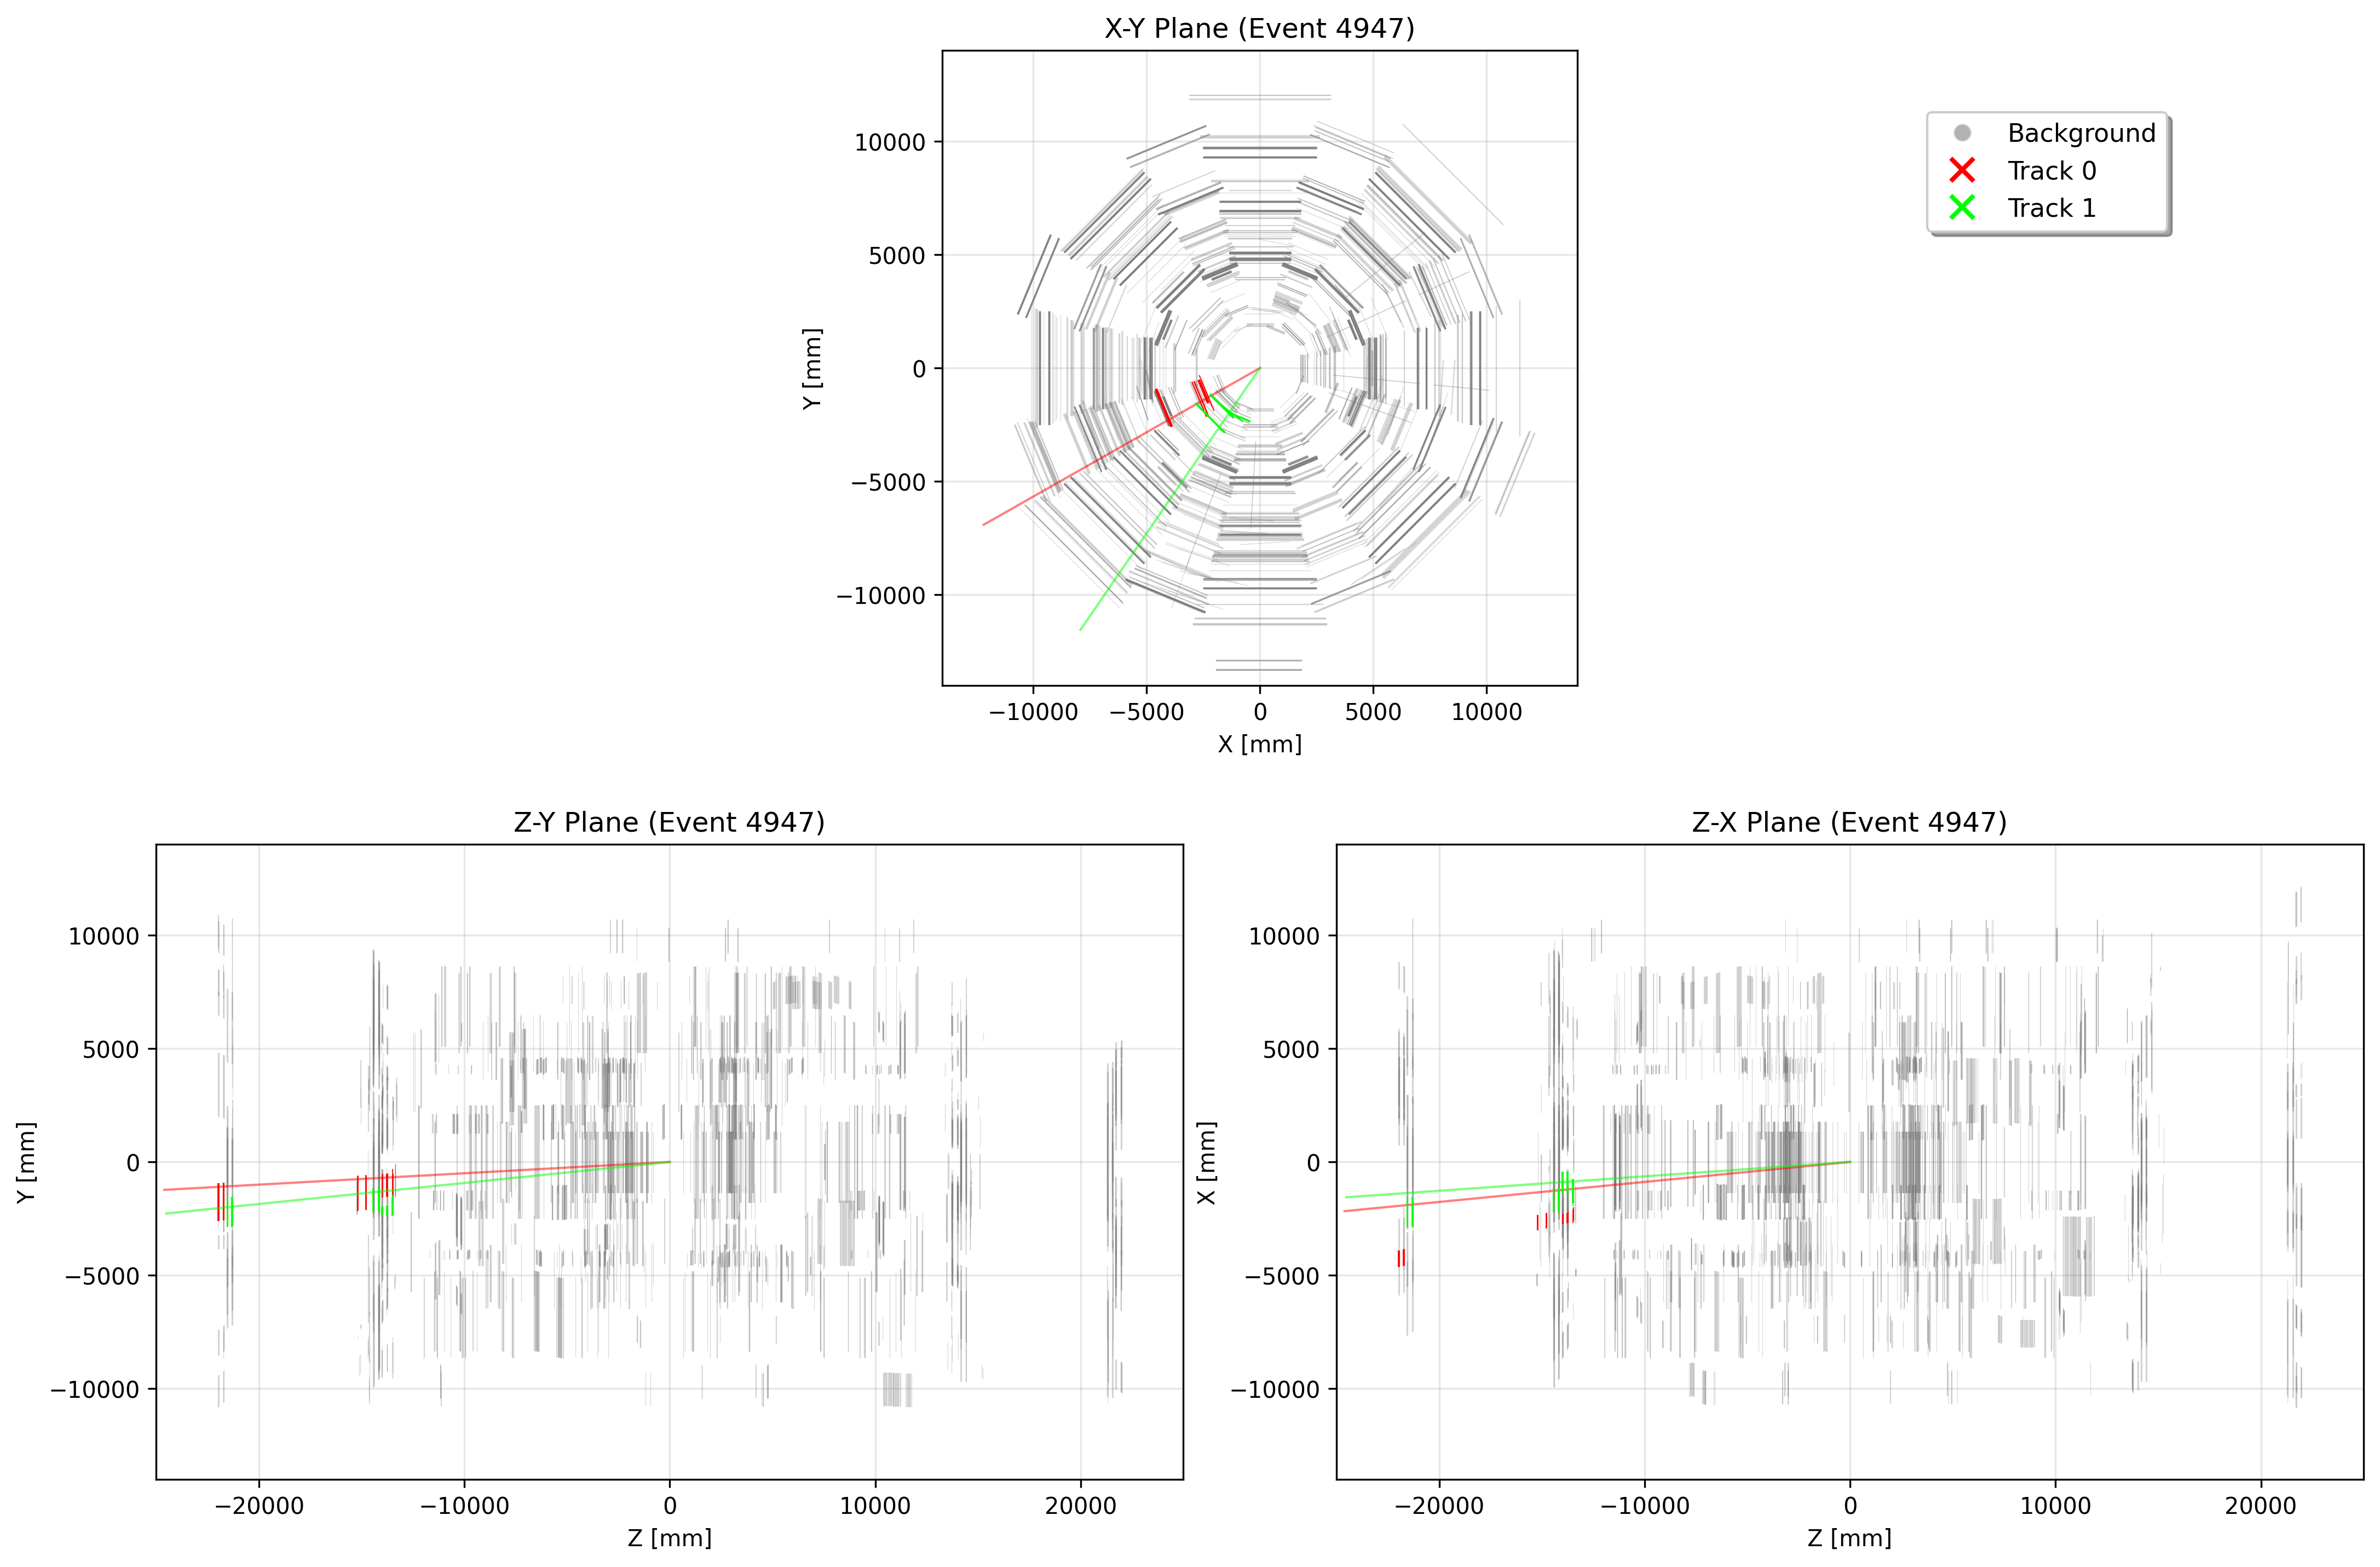 X-Y Plane (Event 4947)
10000
5000
0
−5000
−10000
Y [mm]
−10000 −5000 0 5000 10000
X [mm]
Background
Track 0
Track 1
Z-Y Plane (Event 4947)
10000
5000
0
−5000
−10000
Y [mm]
−20000 −10000 0 10000 20000
Z [mm]
Z-X Plane (Event 4947)
10000
5000
0
−5000
−10000
X [mm]
−20000 −10000 0 10000 20000
Z [mm]